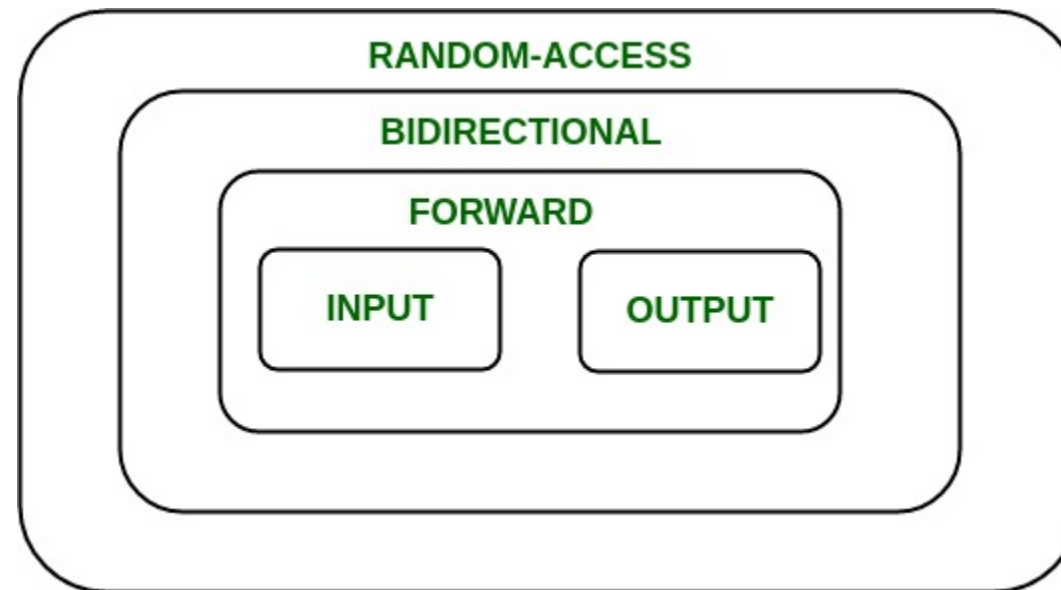 RANDOM-ACCESS
BIDIRECTIONAL
FORWARD
INPUT
OUTPUT